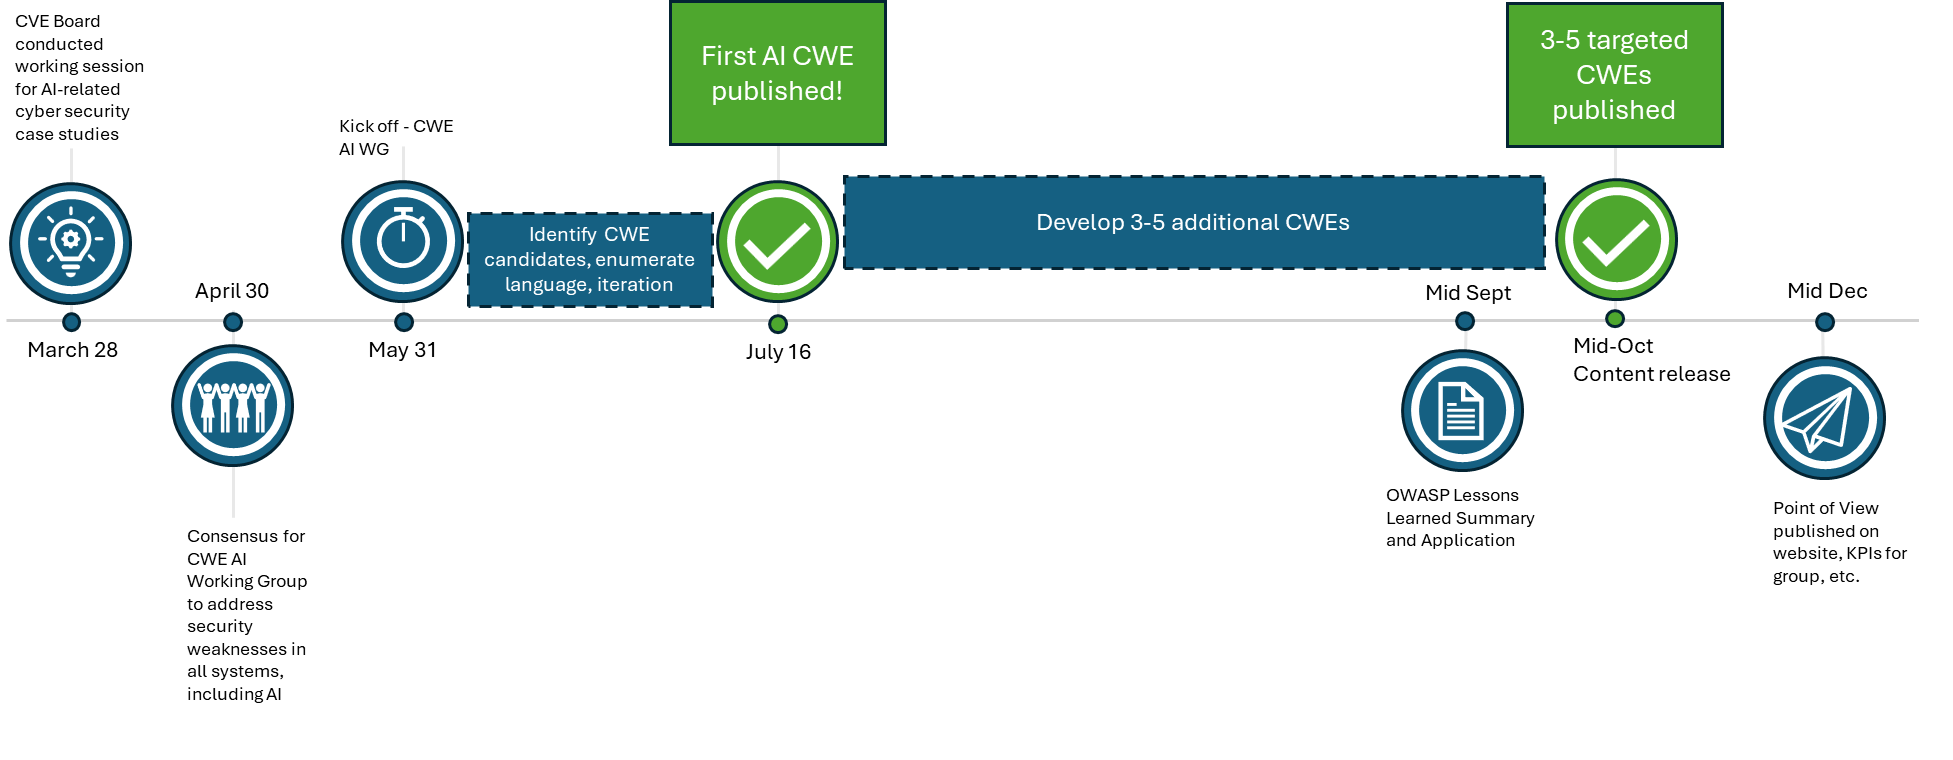 CVE Board
conducted
working session
for AI-related
cyber security
case studies
March 28
April 30
Consensus for
CWE AI
Working Group
to address
security
weaknesses in
all systems,
including AI
Kick off - CWE
AI WG
May 31
Identify CWE
candidates, enumerate
language, iteration
First AI CWE
published!
July 16
Develop 3-5 additional CWEs
Mid Sept
OWASP Lessons
Learned Summary
and Application
3-5 targeted
CWEs
published
Mid-Oct
Content release
Mid Dec
Point of View
published on
website, KPIs for
group, etc.